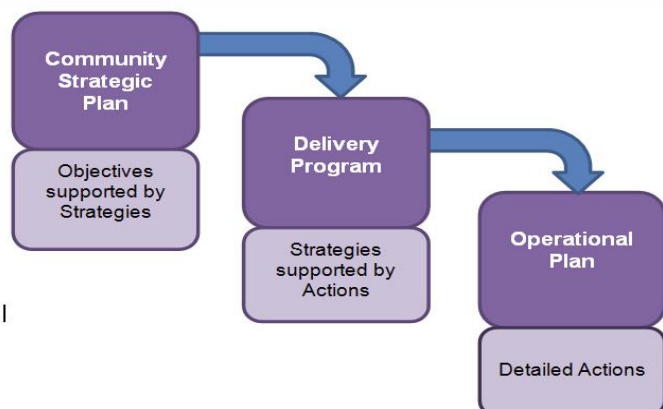 Community
Strategic
Plan
Objectives
supported by
Strategies
Delivery
Program
Strategies
supported by
Actions
Operational
Plan
Detailed Actions
l